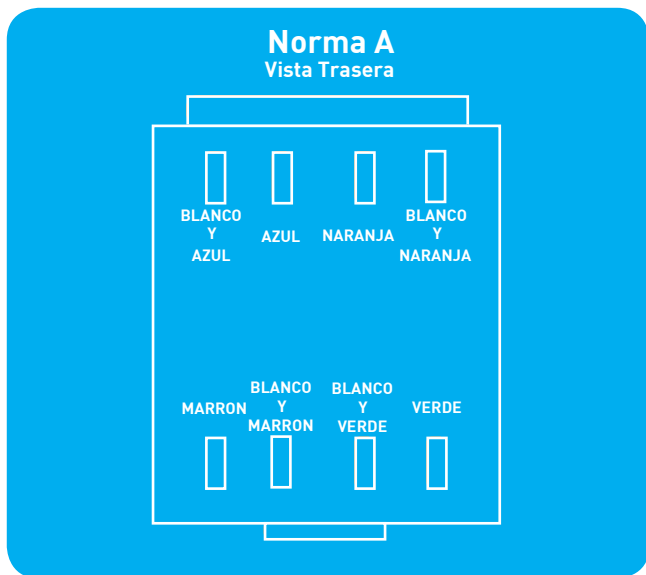 Norma A
Vista Trasera
BLANCO
Y
AZUL
AZUL
NARANJA
BLANCO
Y
NARANJA
MARRON
BLANCO
Y
MARRON
BLANCO
Y
VERDE
VERDE